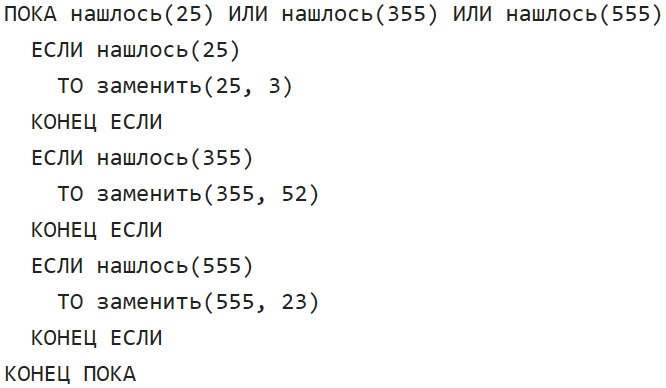 ПОКА нашлось(25) ИЛИ нашлось(355) ИЛИ нашлось(555)
ЕСЛИ нашлось(25)
ТО заменить(25, 3)
КОНЕЦ ЕСЛИ
ЕСЛИ нашлось(355)
ТО заменить(355, 52)
КОНЕЦ ЕСЛИ
ЕСЛИ нашлось(555)
ТО заменить(555, 23)
КОНЕЦ ЕСЛИ
КОНЕЦ ПОКА